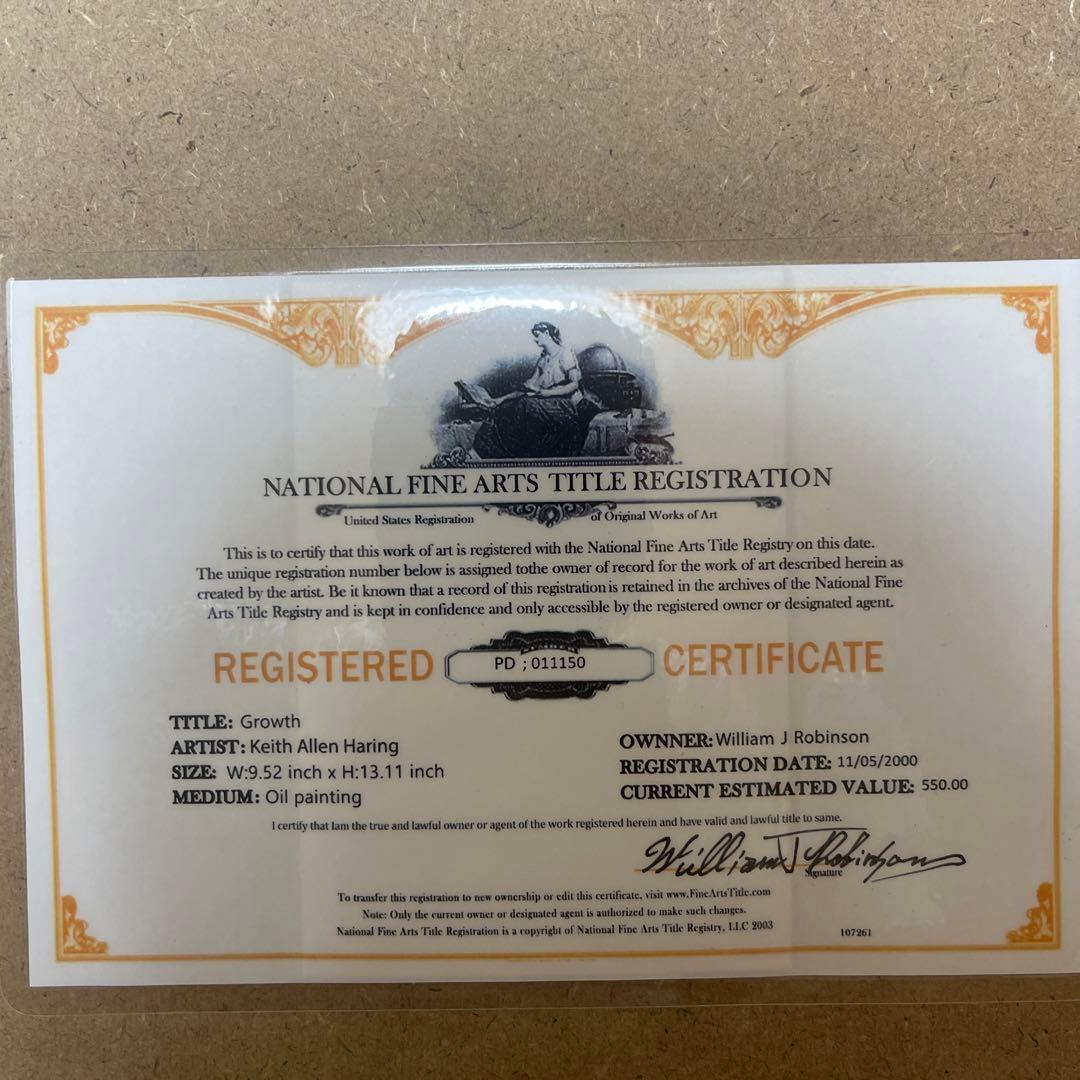 NATIONAL FINE ARTS TITLE REGISTRATION
United States Registration of Original Works of Art
This is to certify that this work of art is registered with the National Fine Arts Title Registry on this date.
The unique registration number below is assigned tothe owner of record for the work of art described herein as
created by the artist. Be it known that a record of this registration is retained in the archives of the National Fine
Arts Title Registry and is kept in confidence and only accessible by the registered owner or designated agent.
REGISTERED PD ; 011150 CERTIFICATE
TITLE: Growth
ARTIST: Keith Allen Haring
SIZE: W:9.52 inch x H:13.11 inch
MEDIUM: Oil painting
OWNNER: William J Robinson
REGISTRATION DATE: 11/05/2000
CURRENT ESTIMATED VALUE: 550.00
I certify that Iam the true and lawful owner or agent of the work registered herein and have valid and lawful title to same.
William J Robinson
Signature
To transfer this registration to new ownership or edit this certificate, visit www.FineArtsTitle.com
Note: Only the current owner or designated agent is authorized to make such changes.
National Fine Arts Title Registration is a copyright of National Fine Arts Title Registry, LLC 2003
107261